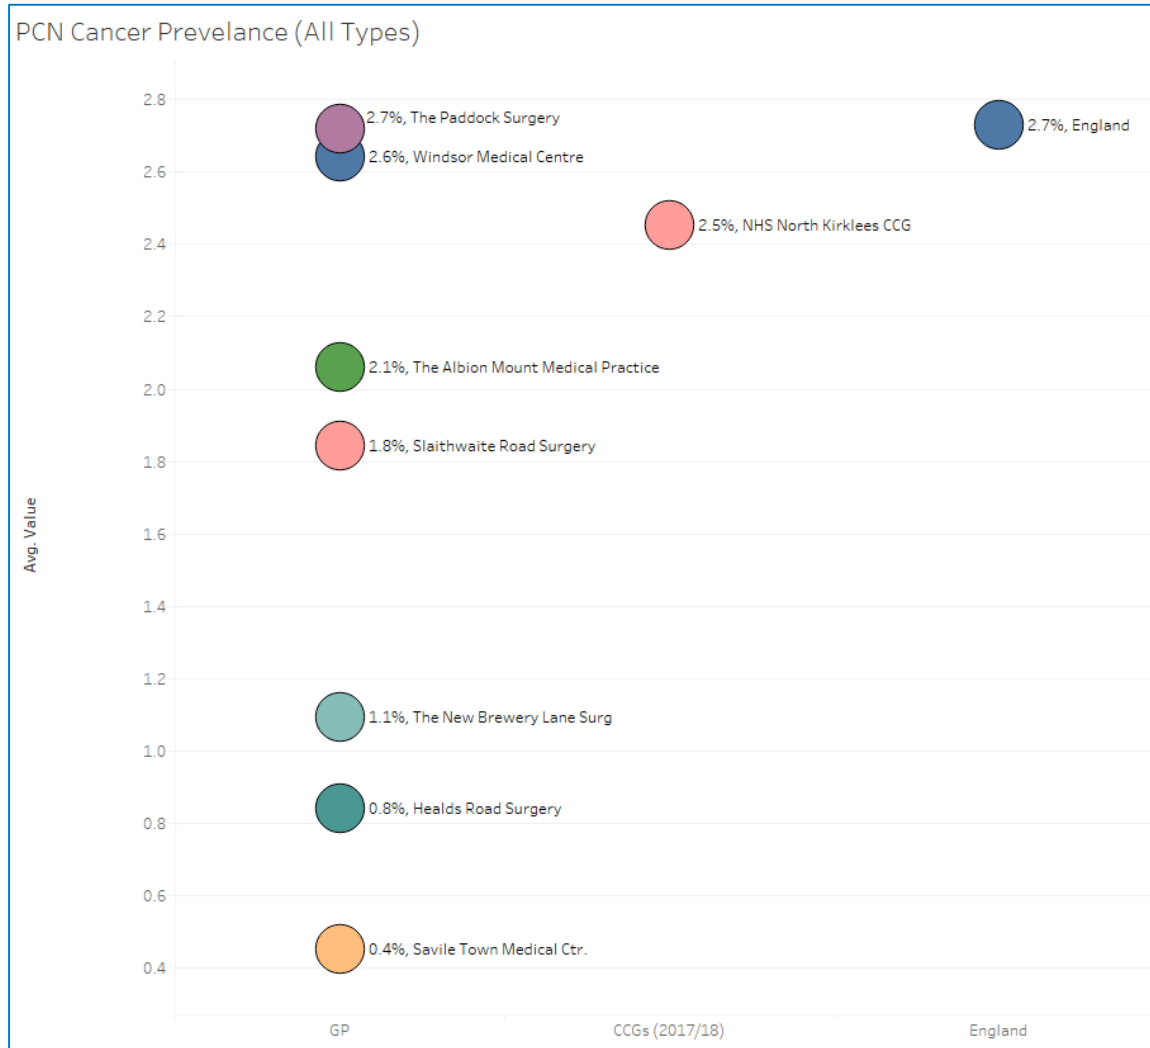 PCN Cancer Prevelance (All Types)
2.8
2.6
2.4
2.2
2.0
1.8
1.6
1.4
1.2
1.0
0.8
0.6
0.4
Avg. Value
2.7%, The Paddock Surgery
2.6%, Windsor Medical Centre
2.7%, England
2.5%, NHS North Kirklees CCG
2.1%, The Albion Mount Medical Practice
1.8%, Slaithwaite Road Surgery
1.1%, The New Brewery Lane Surg
0.8%, Healds Road Surgery
0.4%, Savile Town Medical Ctr.
GP
CCGs (2017/18)
England